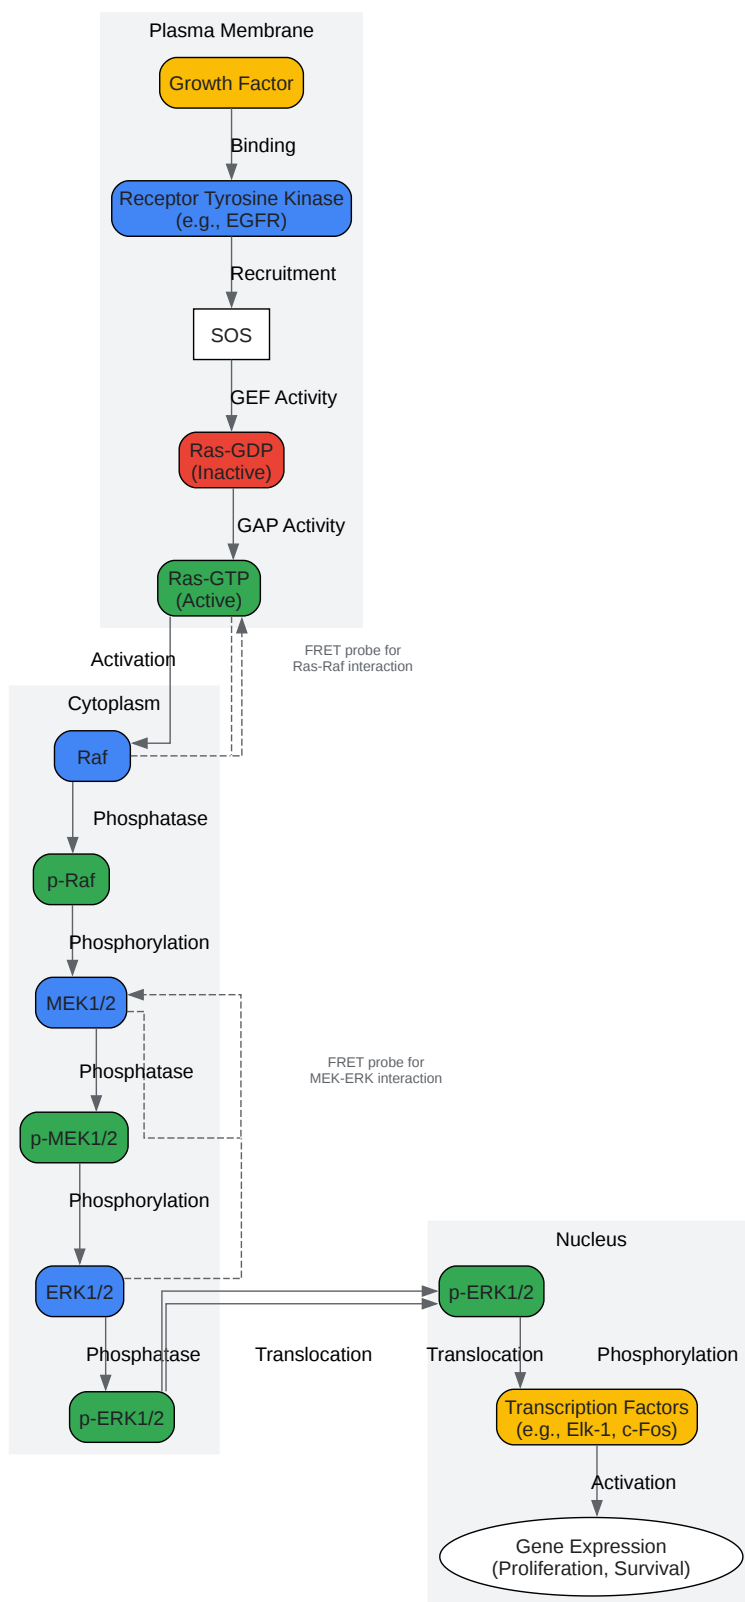 Plasma Membrane
Growth Factor
Binding
Receptor Tyrosine Kinase
(e.g., EGFR)
Recruitment
SOS
GEF Activity
Ras-GDP
(Inactive)
GAP Activity
Ras-GTP
(Active)
Activation
FRET probe for
Ras-Raf interaction
Cytoplasm
Raf
Phosphatase
p-Raf
Phosphorylation
MEK1/2
FRET probe for
MEK-ERK interaction
Phosphatase
p-MEK1/2
Phosphorylation
Nucleus
ERK1/2
p-ERK1/2
Phosphatase
Translocation
Translocation
Phosphorylation
p-ERK1/2
Transcription Factors
(e.g., Elk-1, c-Fos)
Activation
Gene Expression
(Proliferation, Survival)